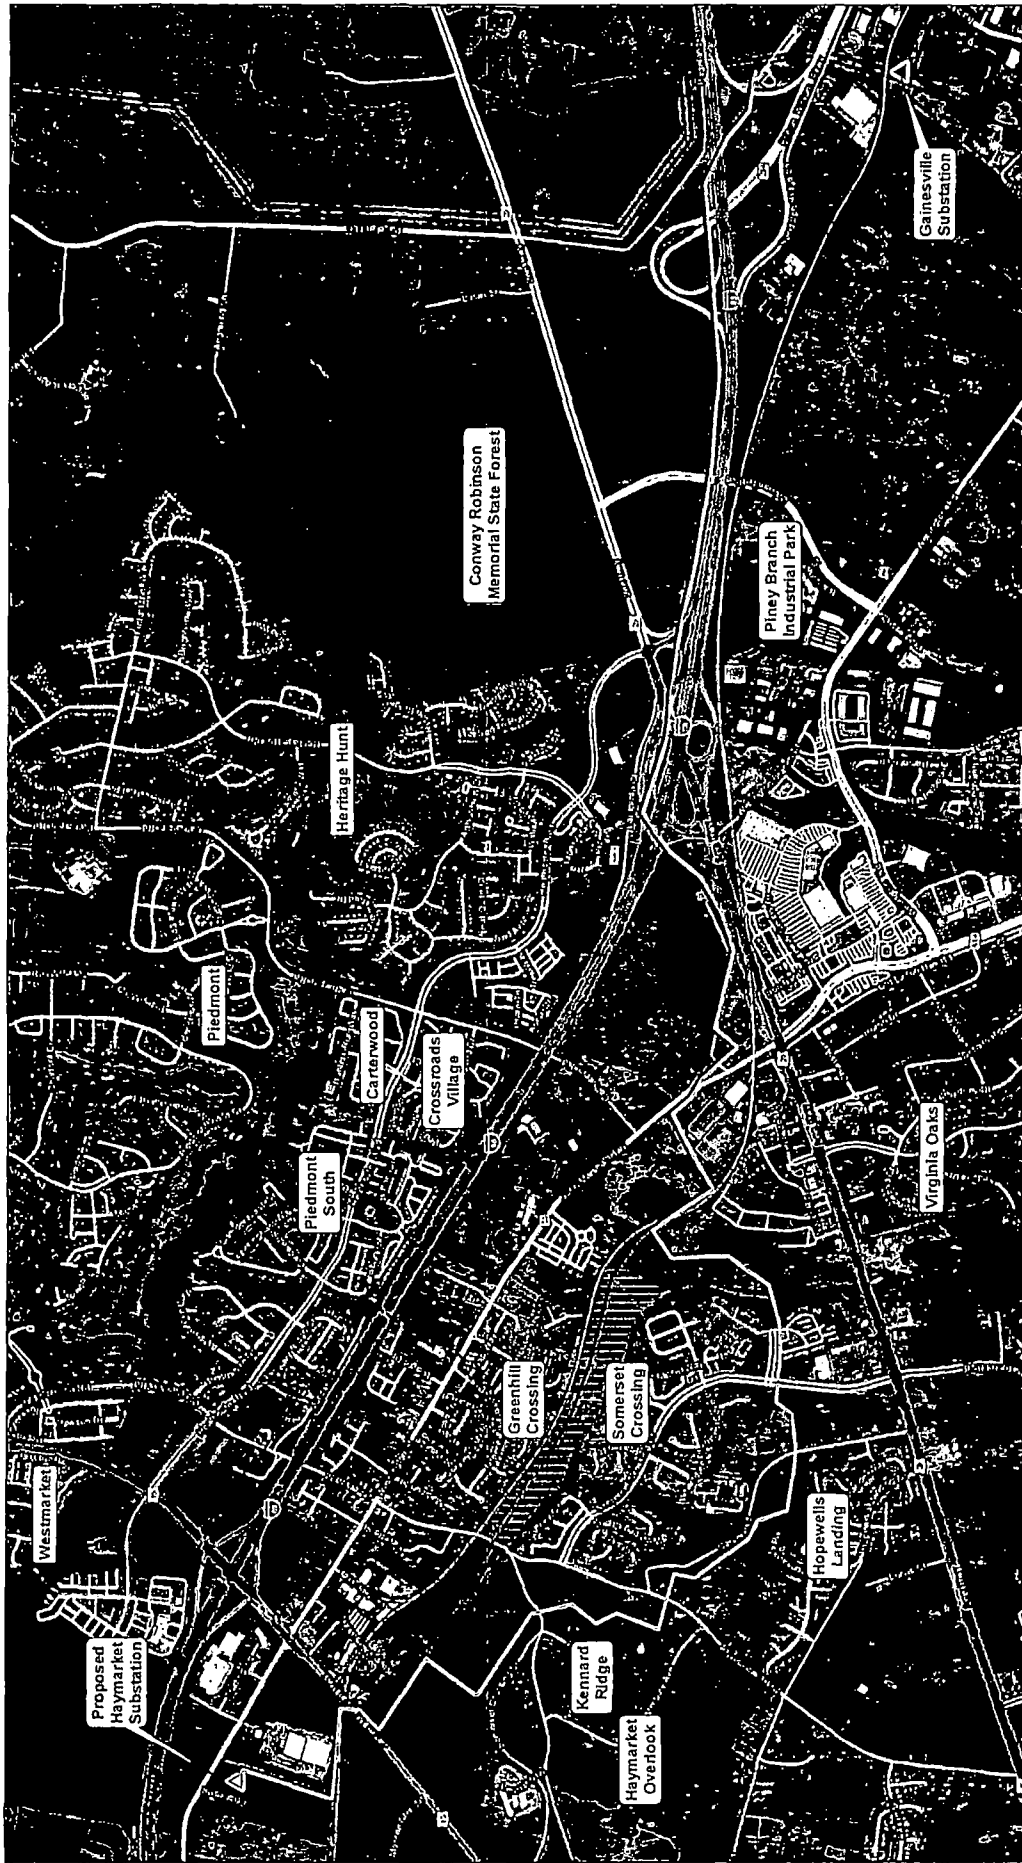 Proposed
Haymarket
Substation
Westmarket
Piedmont
South
Piedmont
Carterwood
Crossroads
Village
Heritage Hunt
Conway Robinson
Memorial State Forest
Gainesville
Substation
Piney Branch
Industrial Park
Virginia Oaks
Greenhill
Crossing
Somerset
Crossing
Hopewells
Landing
Kennard
Ridge
Haymarket
Overlook